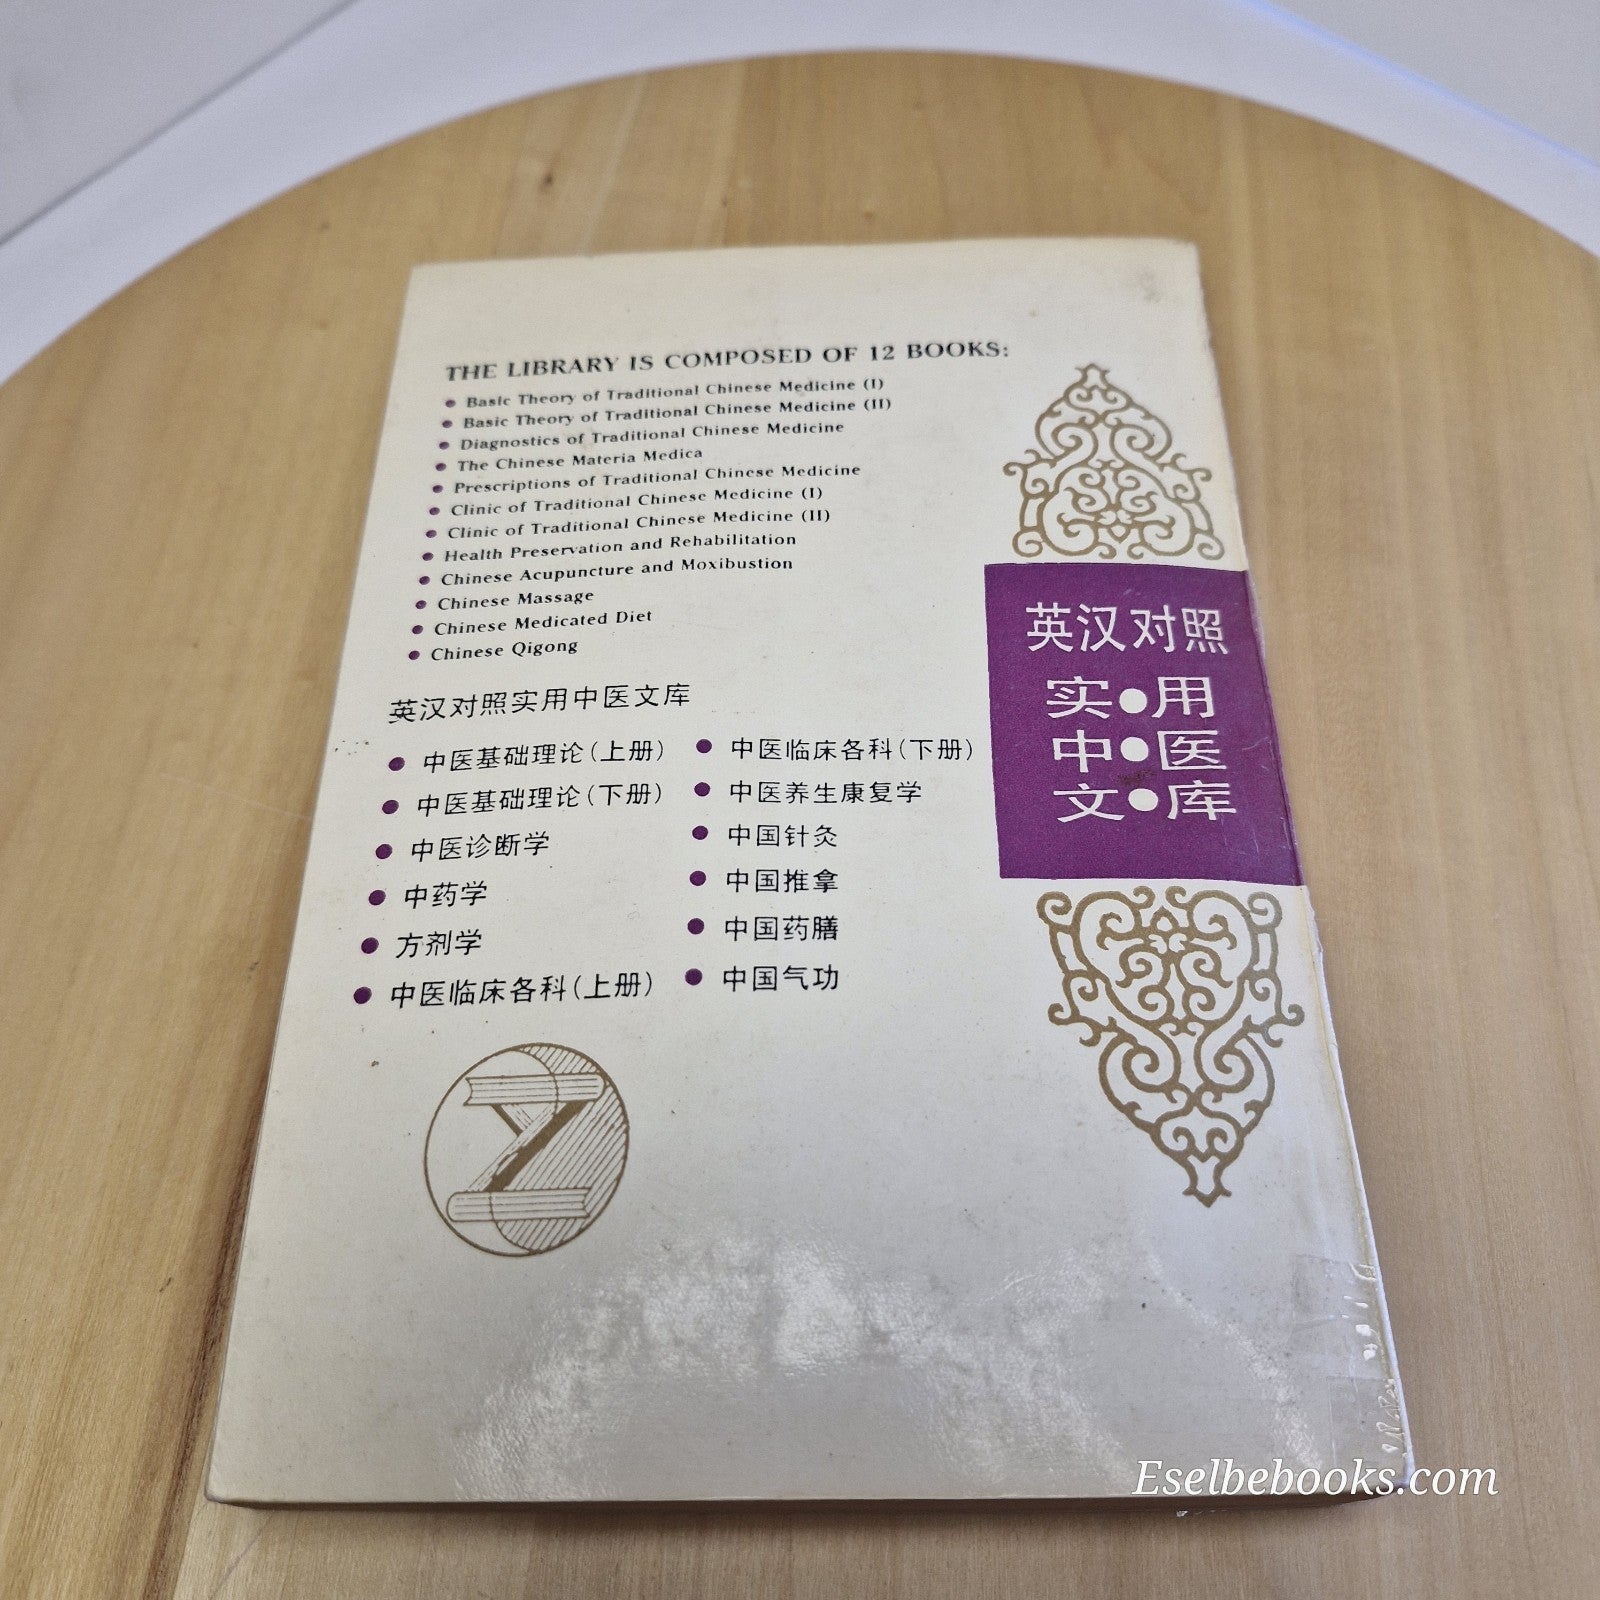 THE LIBRARY IS COMPOSED OF 12 BOOKS:
Basic Theory of Traditional Chinese Medicine (I)
Basic Theory of Traditional Chinese Medicine (II)
Diagnostics of Traditional Chinese Medicine
The Chinese Materia Medica
Prescriptions of Traditional Chinese Medicine
Clinic of Traditional Chinese Medicine (I)
Clinic of Traditional Chinese Medicine (II)
Health Preservation and Rehabilitation
Chinese Acupuncture and Moxibustion
Chinese Massage
Chinese Medicated Diet
Chinese Qigong
英汉对照实用中医文库
中医基础理论(上册)
中医基础理论(下册)
中医诊断学
中药学
方剂学
中医临床各科(上册)
中医临床各科(下册)
中医养生康复学
中国针灸
中国推拿
中国药膳
中国气功
英汉对照
实●用
中●医
文●库
Eselbebooks.com